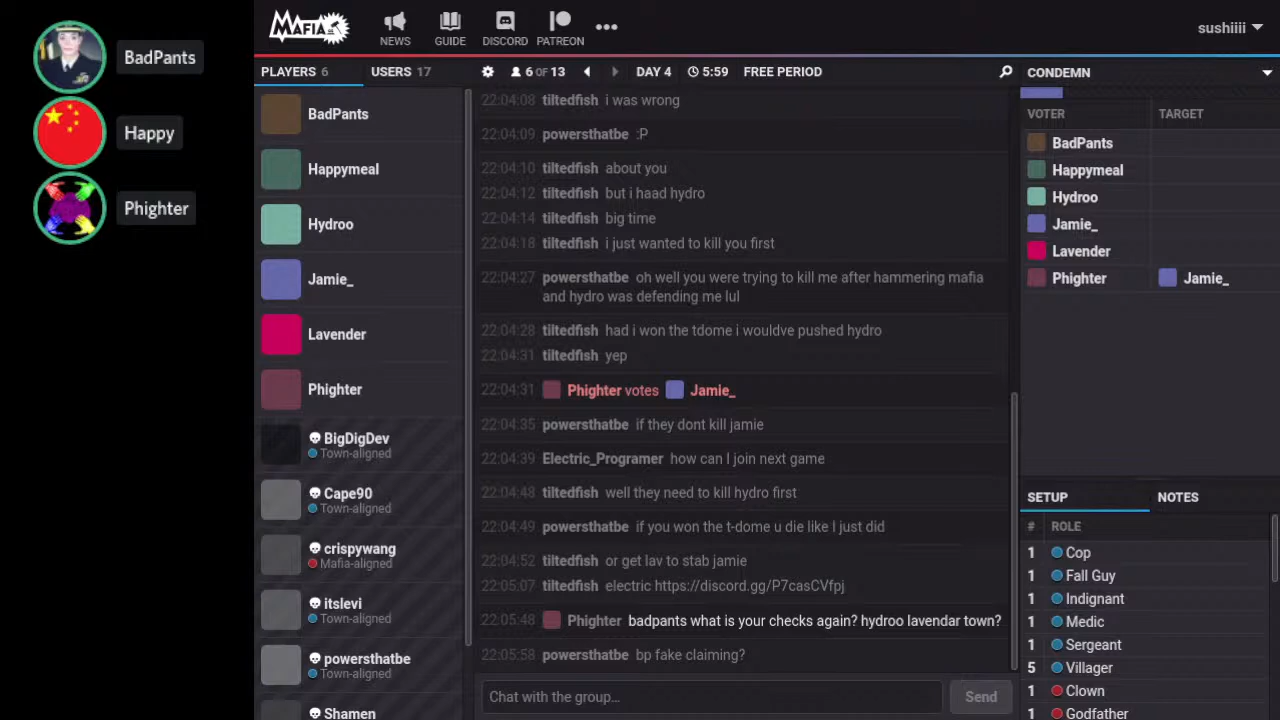 BadPants
Happy
Phighter
MAFIA
NEWS
GUIDE
DISCORD
PATREON
sushiiii
PLAYERS 6
USERS 17
6 OF 13
DAY 4
5:59
FREE PERIOD
BadPants
Happymeal
Hydroo
Jamie_
Lavender
Phighter
BigDigDev
Town-aligned
Cape90
Town-aligned
crispywang
Mafia-aligned
itslevi
Town-aligned
powersthatbe
Town-aligned
Shamen
22:04:08 tiltedfish i was wrong
22:04:09 powersthatbe :P
22:04:10 tiltedfish about you
22:04:12 tiltedfish but i haad hydro
22:04:14 tiltedfish big time
22:04:18 tiltedfish i just wanted to kill you first
22:04:27 powersthatbe oh well you were trying to kill me after hammering mafia
and hydro was defending me lul
22:04:28 tiltedfish had i won the tdome i wouldve pushed hydro
22:04:31 tiltedfish yep
22:04:31 Phighter votes Jamie_
22:04:35 powersthatbe if they dont kill jamie
22:04:39 Electric_Programer how can I join next game
22:04:48 tiltedfish well they need to kill hydro first
22:04:49 powersthatbe if you won the t-dome u die like I just did
22:04:52 tiltedfish or get lav to stab jamie
22:05:07 tiltedfish electric https://discord.gg/P7casCVfpj
22:05:48 Phighter badpants what is your checks again? hydroo lavendar town?
22:05:58 powersthatbe bp fake claiming?
Chat with the group...
Send
CONDEMN
VOTER TARGET
BadPants
Happymeal
Hydroo
Jamie_
Lavender
Phighter Jamie_
SETUP
NOTES
# ROLE
1 Cop
1 Fall Guy
1 Indignant
1 Medic
1 Sergeant
5 Villager
1 Clown
1 Godfather